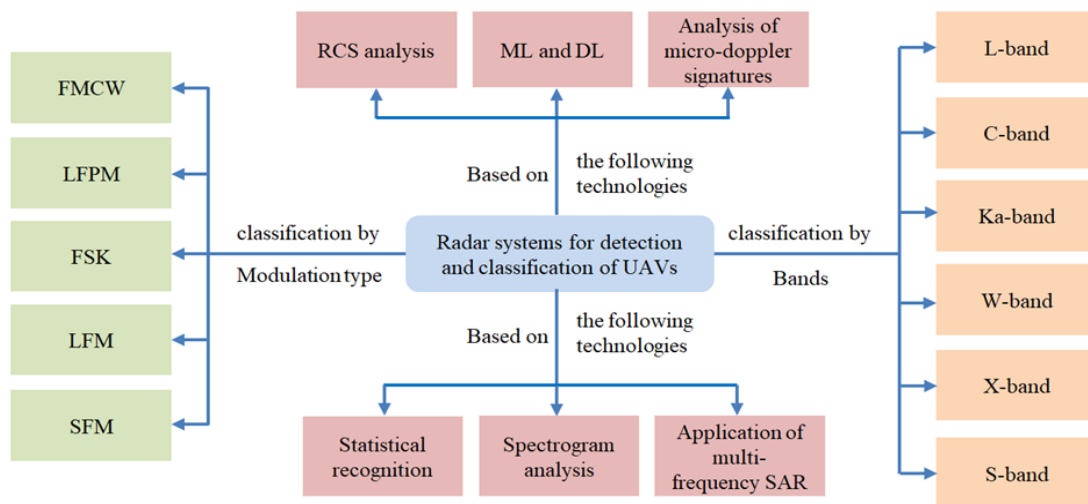 RCS analysis
ML and DL
Analysis of
micro-doppler
signatures
FMCW
LFPM
FSK
LFM
SFM
Based on
the following
technologies
classification by
Modulation type
Radar systems for detection
and classification of UAVs
classification by
Bands
Based on
the following
technologies
Statistical
recognition
Spectrogram
analysis
Application of
multi-
frequency SAR
L-band
C-band
Ka-band
W-band
X-band
S-band